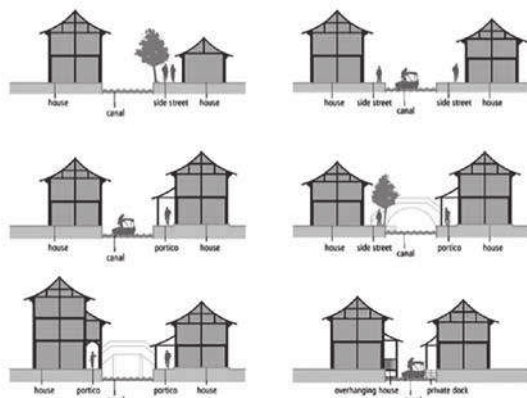 house side street house
canal
house side street side street house
canal
house portico house
canal
house side street portico house
canal
house portico portico house
overhanging house private dock